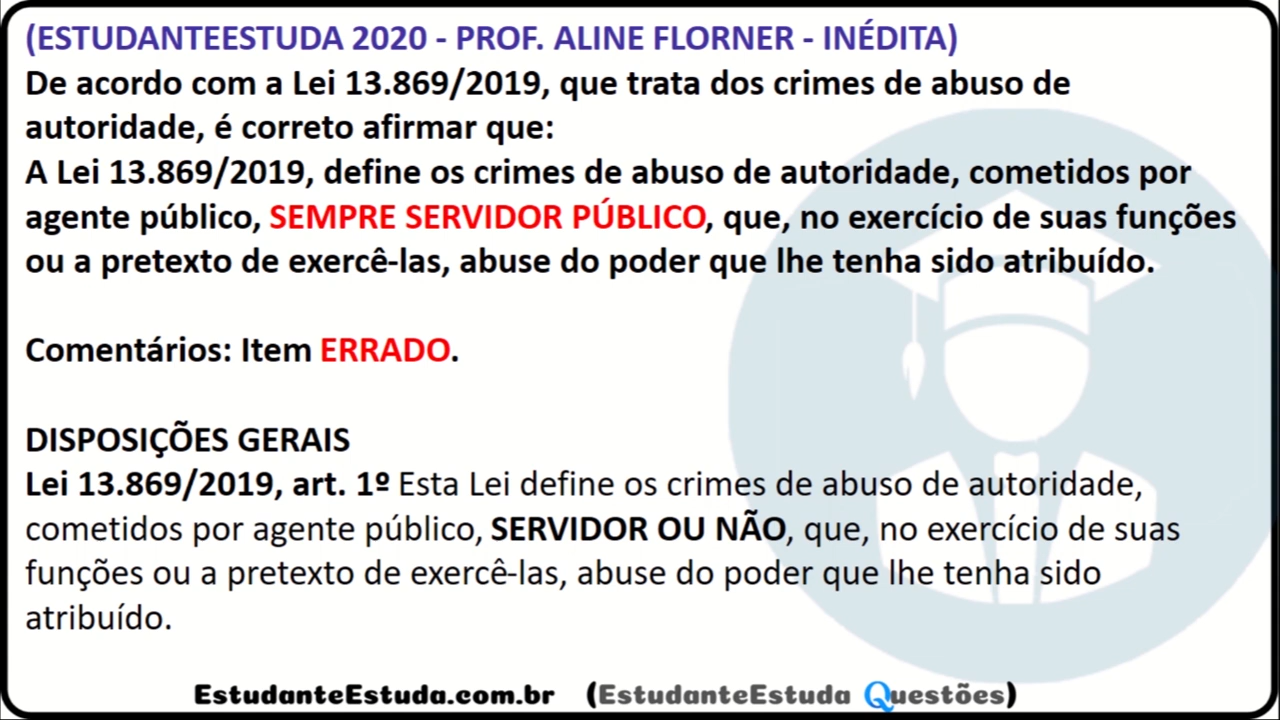 (ESTUDANTEESTUDA 2020 - PROF. ALINE FLORNER - INÉDITA)
De acordo com a Lei 13.869/2019, que trata dos crimes de abuso de
autoridade, é correto afirmar que:
A Lei 13.869/2019, define os crimes de abuso de autoridade, cometidos por
agente público, SEMPRE SERVIDOR PÚBLICO, que, no exercício de suas funções
ou a pretexto de exercê-las, abuse do poder que lhe tenha sido atribuído.
Comentários: Item ERRADO.
DISPOSIÇÕES GERAIS
Lei 13.869/2019, art. 1º Esta Lei define os crimes de abuso de autoridade,
cometidos por agente público, SERVIDOR OU NÃO, que, no exercício de suas
funções ou a pretexto de exercê-las, abuse do poder que lhe tenha sido
atribuído.
EstudanteEstuda.com.br (EstudanteEstuda Questões)